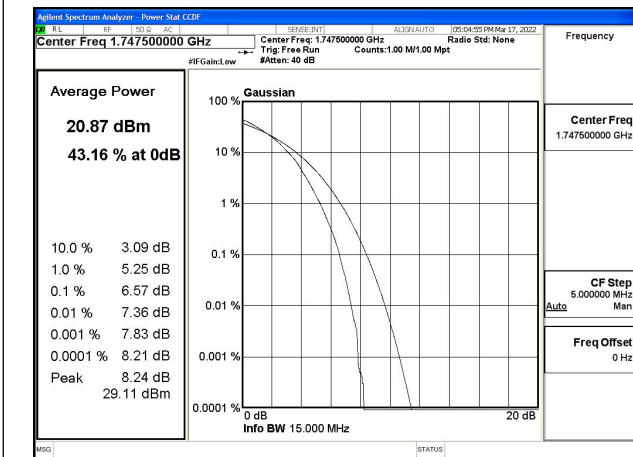 Agilent Spectrum Analyzer - Power Stat CCDF
RL RF 50 Ω AC SENSE:INT ALIGN AUTO 05:04:55 PM Mar 17, 2022
Center Freq 1.747500000 GHz
Center Freq: 1.747500000 GHz Radio Std: None
Trig: Free Run Counts:1.00 M/1.00 Mpt
#IFGain:Low #Atten: 40 dB
Frequency
Average Power
20.87 dBm
43.16 % at 0dB
10.0 % 3.09 dB
1.0 % 5.25 dB
0.1 % 6.57 dB
0.01 % 7.36 dB
0.001 % 7.83 dB
0.0001 % 8.21 dB
Peak 8.24 dB
29.11 dBm
Gaussian
100 %
10 %
1 %
0.1 %
0.01 %
0.001 %
0.0001 %
0 dB 20 dB
Info BW 15.000 MHz
Center Freq
1.747500000 GHz
CF Step
5.000000 MHz
Auto Man
Freq Offset
0 Hz
MSG STATUS